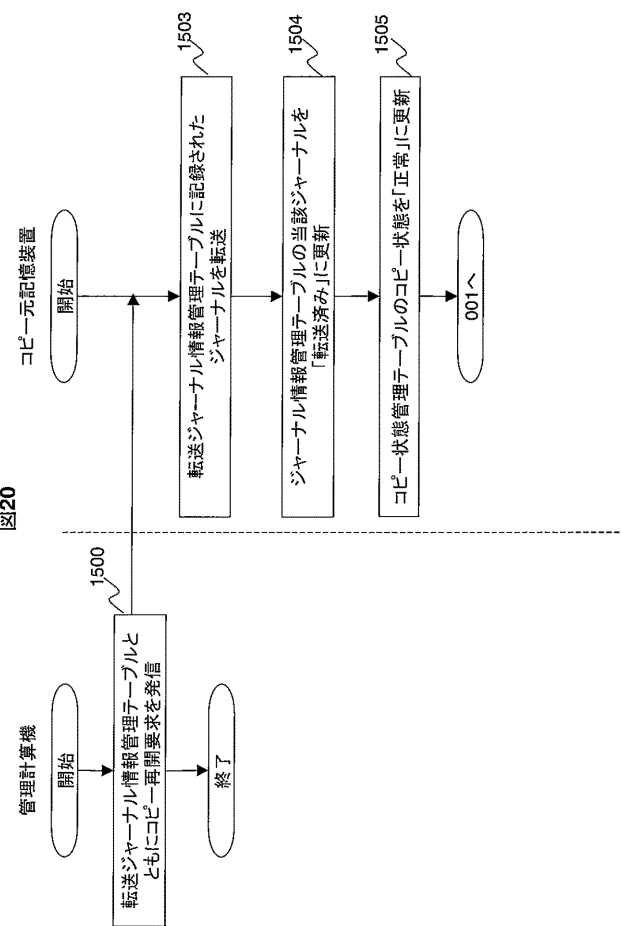 図20
管理計算機
開始
1500
転送ジャーナル情報管理テーブルと
ともにコピー再開要求を発信
終了
コピー元記憶装置
開始
1503
転送ジャーナル情報管理テーブルに記録された
ジャーナルを転送
1504
ジャーナル情報管理テーブルの当該ジャーナルを
「転送済み」に更新
1505
コピー状態管理テーブルのコピー状態を「正常」に更新
001へ